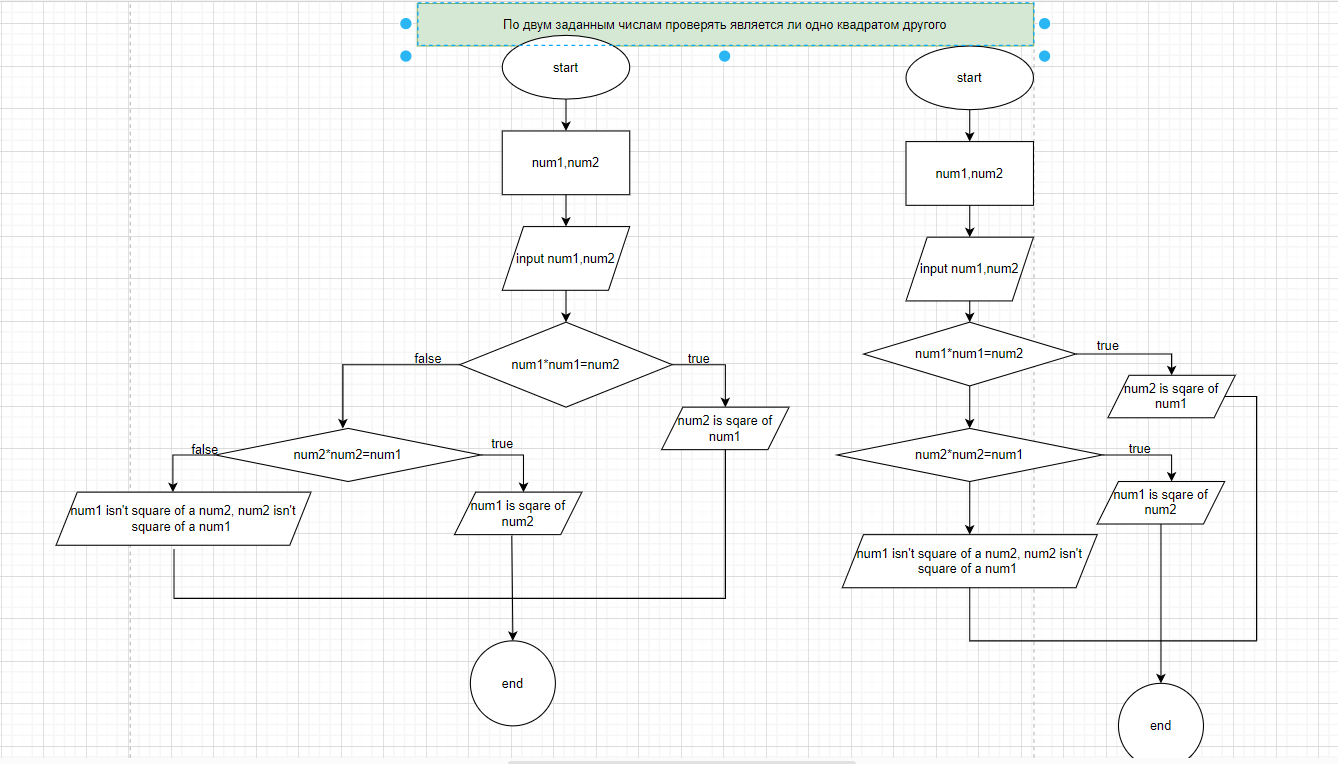 По двум заданным числам проверять является ли одно квадратом другого
start
num1,num2
input num1,num2
num1*num1=num2
false
true
num2 is sqare of
num1
num2*num2=num1
false
true
num1 isn't square of a num2, num2 isn't
square of a num1
num1 is sqare of
num2
end
start
num1,num2
input num1,num2
num1*num1=num2
true
num2 is sqare of
num1
num2*num2=num1
true
num1 is sqare of
num2
num1 isn't square of a num2, num2 isn't
square of a num1
end